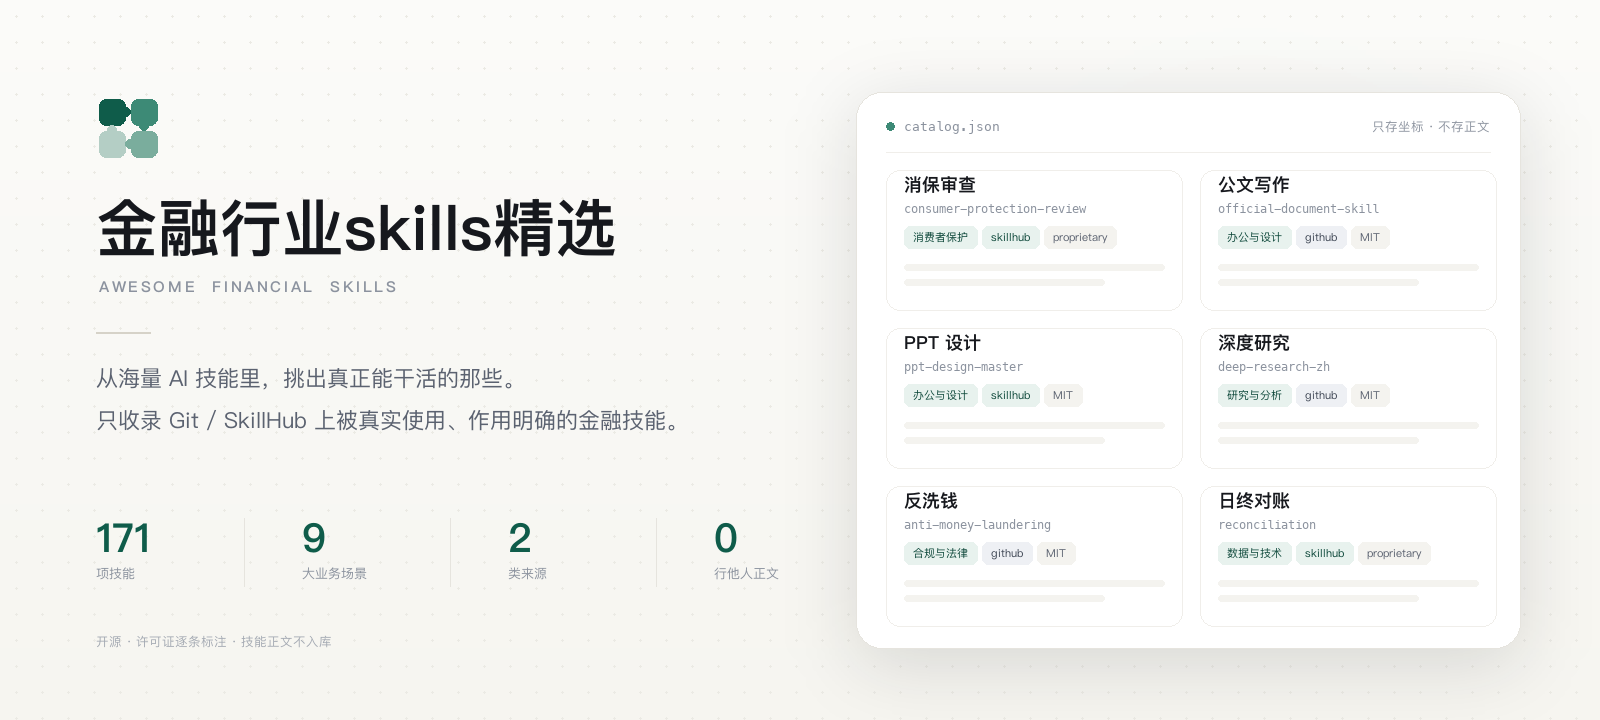 金融行业skills精选
AWESOME FINANCIAL SKILLS
从海量 AI 技能里，挑出真正能干活的那些。
只收录 Git / SkillHub 上被真实使用、作用明确的金融技能。
171
项技能
9
大业务场景
2
类来源
0
行他人正文
开源 · 许可证逐条标注 · 技能正文不入库
catalog.json
只存坐标 · 不存正文
消保审查
consumer-protection-review
消费者保护 skillhub proprietary
公文写作
official-document-skill
办公与设计 github MIT
PPT 设计
ppt-design-master
办公与设计 skillhub MIT
深度研究
deep-research-zh
研究与分析 github MIT
反洗钱
anti-money-laundering
合规与法律 github MIT
日终对账
reconciliation
数据与技术 skillhub proprietary